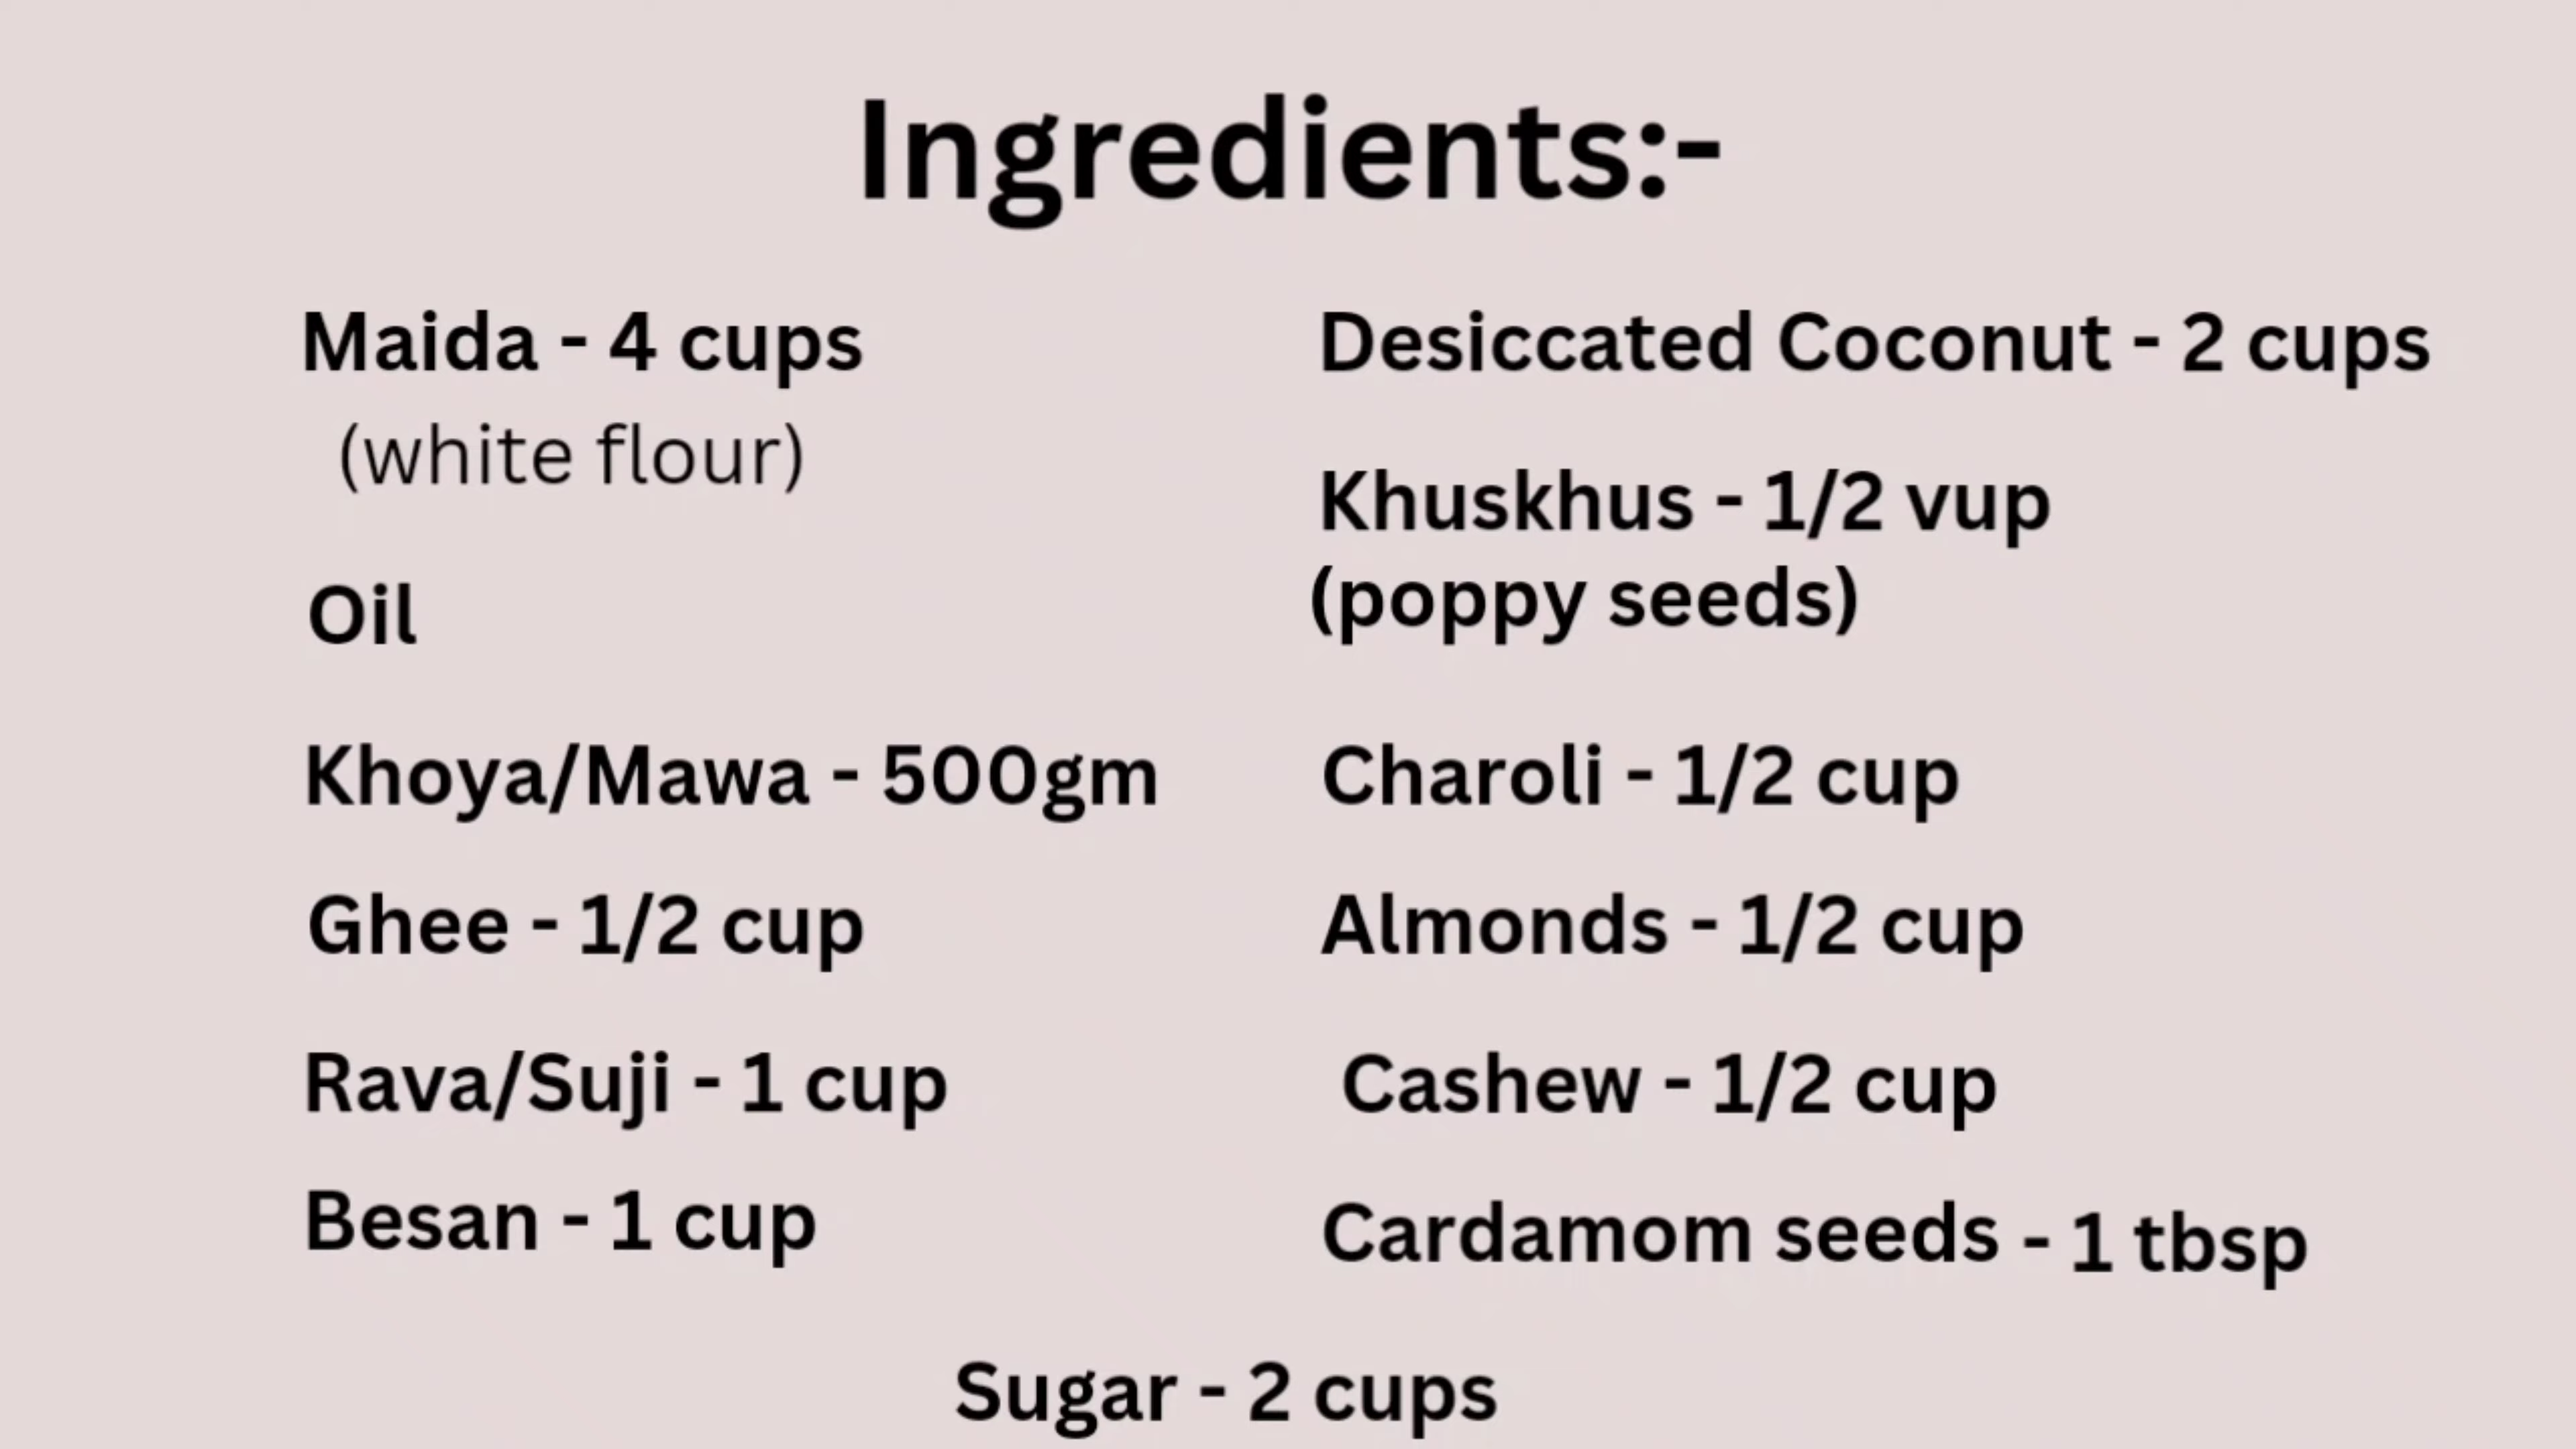 Ingredients:-
Maida - 4 cups
(white flour)
Oil
Khoya/Mawa - 500gm
Ghee - 1/2 cup
Rava/Suji - 1 cup
Besan - 1 cup
Desiccated Coconut - 2 cups
Khuskhus - 1/2 vup
(poppy seeds)
Charoli - 1/2 cup
Almonds - 1/2 cup
Cashew - 1/2 cup
Cardamom seeds - 1 tbsp
Sugar - 2 cups